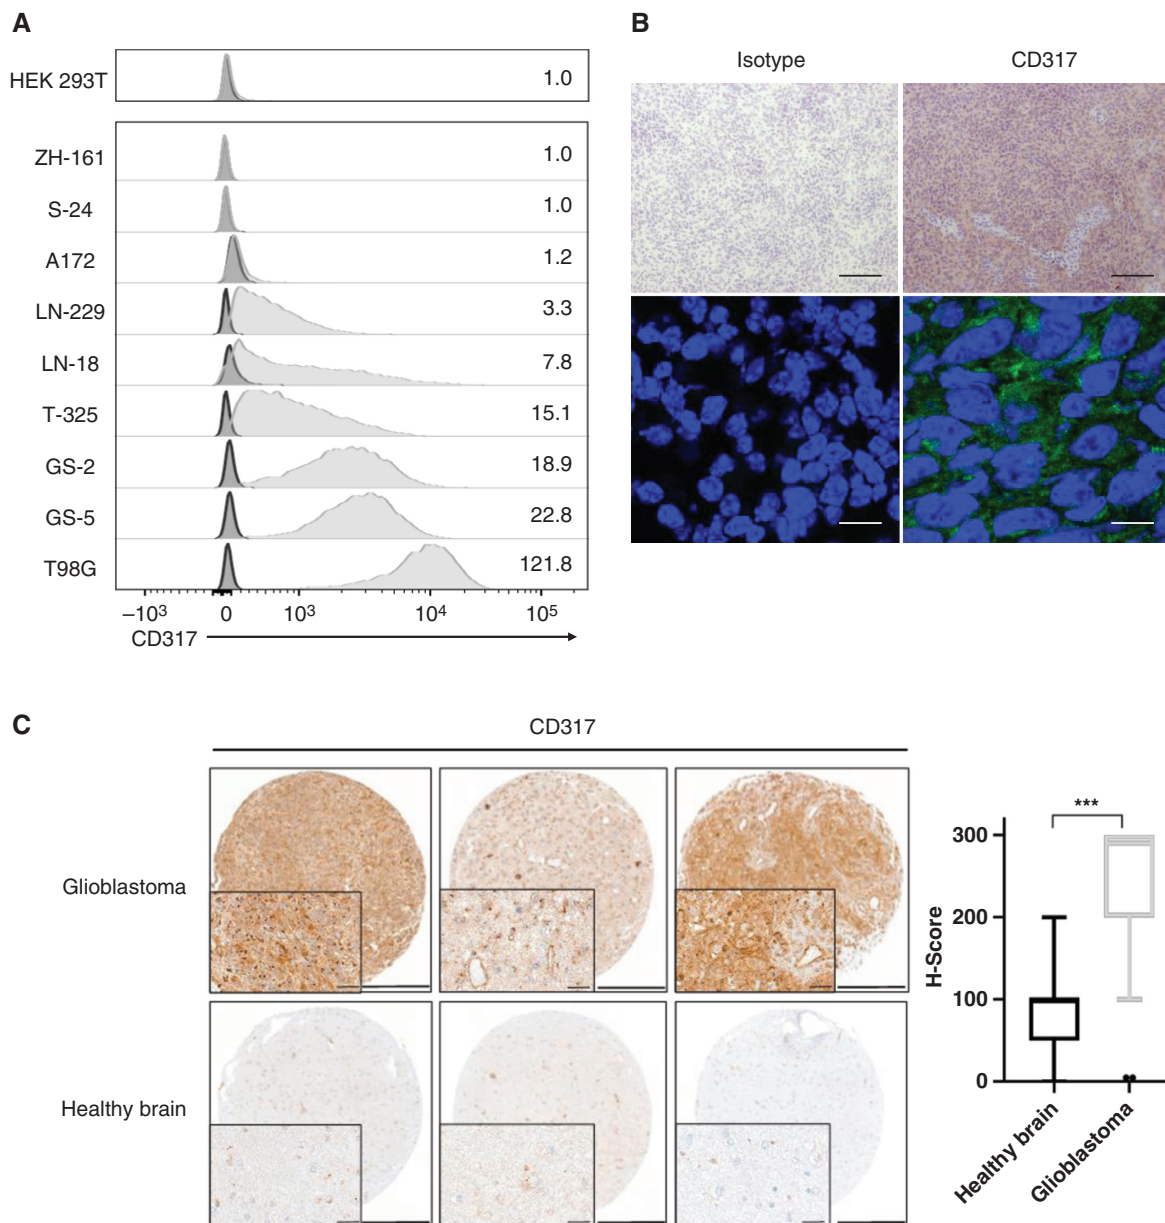 A
HEK 293T 1.0
ZH-161 1.0
S-24 1.0
A172 1.2
LN-229 3.3
LN-18 7.8
T-325 15.1
GS-2 18.9
GS-5 22.8
T98G 121.8
−10³ 0 10³ 10⁴ 10⁵
CD317
B
Isotype CD317
C
CD317
Glioblastoma
Healthy brain
***
H-Score
300
200
100
0
Healthy brain
Glioblastoma